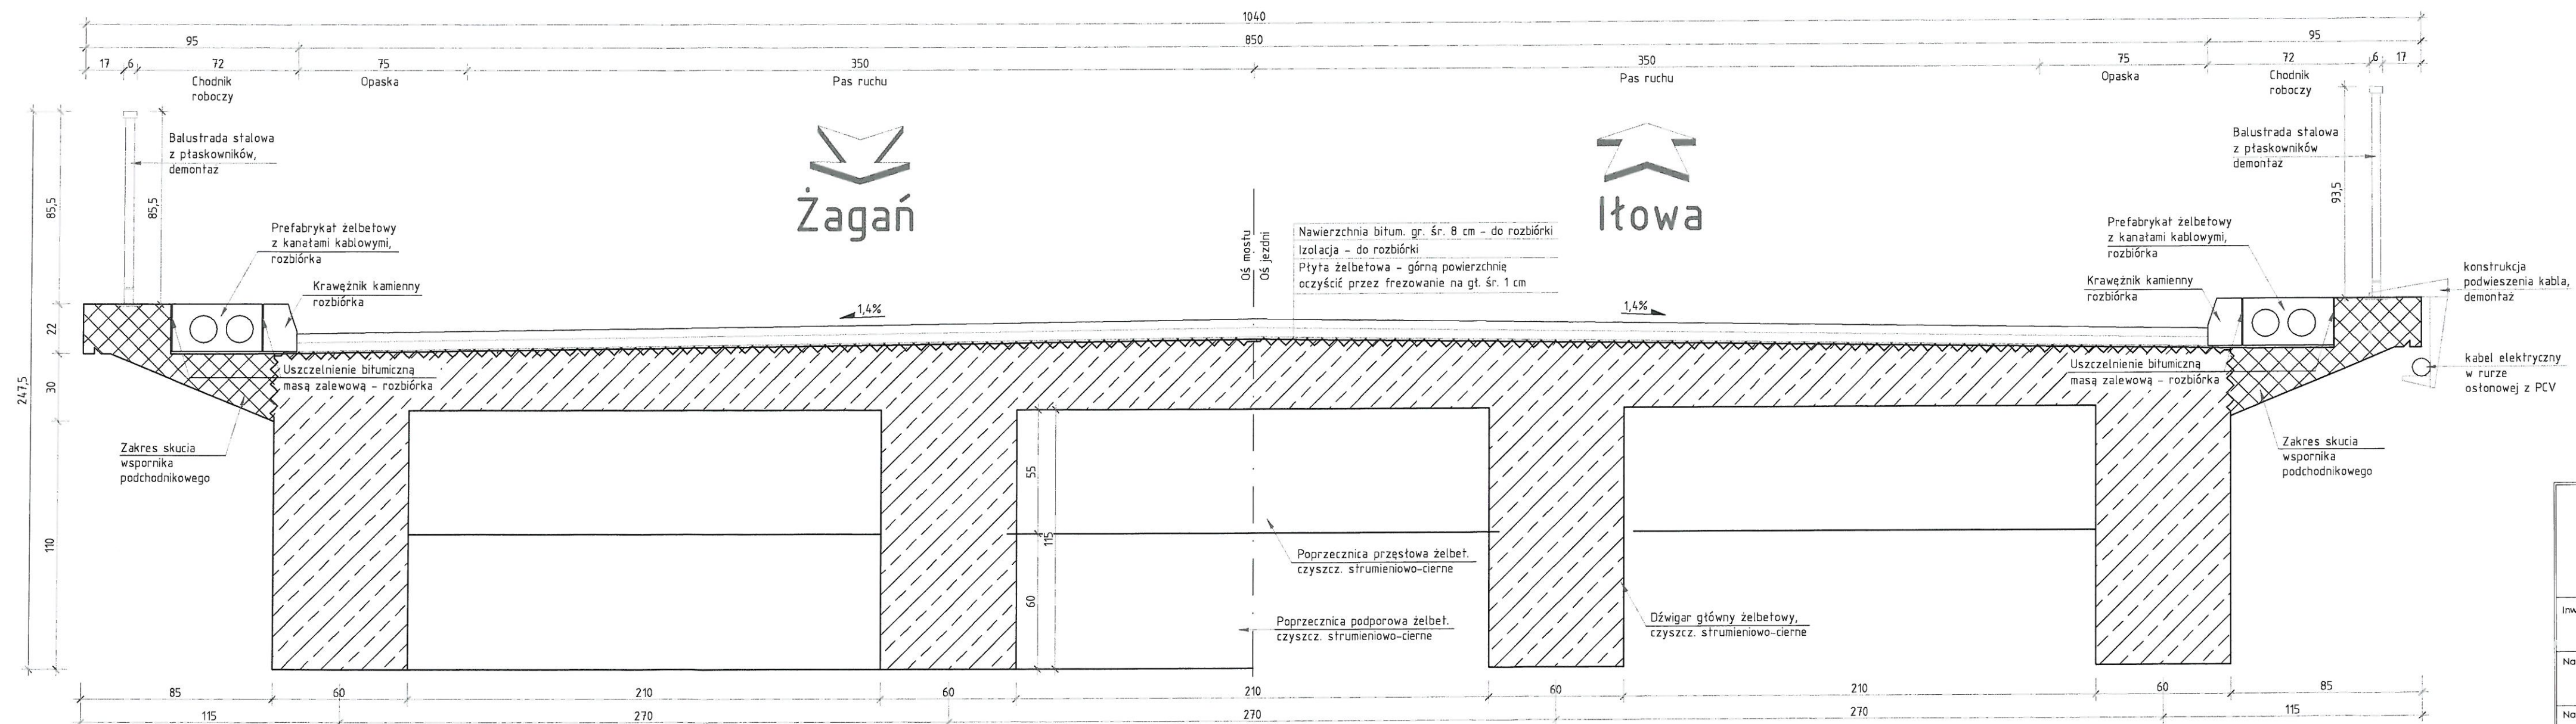 1040
95
850
95
17
6
72
75
350
350
75
72
6
17
Chodnik
roboczy
Opaska
Pas ruchu
Pas ruchu
Opaska
Chodnik
roboczy
Balustrada stalowa
z płaskowników,
demontaż
Balustrada stalowa
z płaskowników
demontaż
85,5
85,5
93,5
Żagań
Iłowa
Prefabrykat żelbetowy
z kanałami kablowymi,
rozbiórka
Krawężnik kamienny
rozbiórka
Oś mostu
Oś jezdni
Nawierzchnia bitum. gr. śr. 8 cm - do rozbiórki
Izolacja - do rozbiórki
Płyta żelbetowa - górną powierzchnię
oczyścić przez frezowanie na gł. śr. 1 cm
Prefabrykat żelbetowy
z kanałami kablowymi,
rozbiórka
Krawężnik kamienny
rozbiórka
konstrukcja
podwieszenia kabla,
demontaż
1,4%
1,4%
22
30
110
247,5
Uszczelnienie bitumiczną
masą zalewową - rozbiórka
Uszczelnienie bitumiczną
masą zalewową - rozbiórka
kabel elektryczny
w rurze
osłonowej z PCV
Zakres skucia
wspornika
podchodnikowego
Zakres skucia
wspornika
podchodnikowego
55
115
60
Poprzecznica przęsłowa żelbet.
czyszcz. strumieniowo-cierne
Poprzecznica podporowa żelbet.
czyszcz. strumieniowo-cierne
Dźwigar główny żelbetowy,
czyszcz. strumieniowo-cierne
85
60
210
60
210
60
210
60
85
115
270
270
270
115
Inw
Na
Na